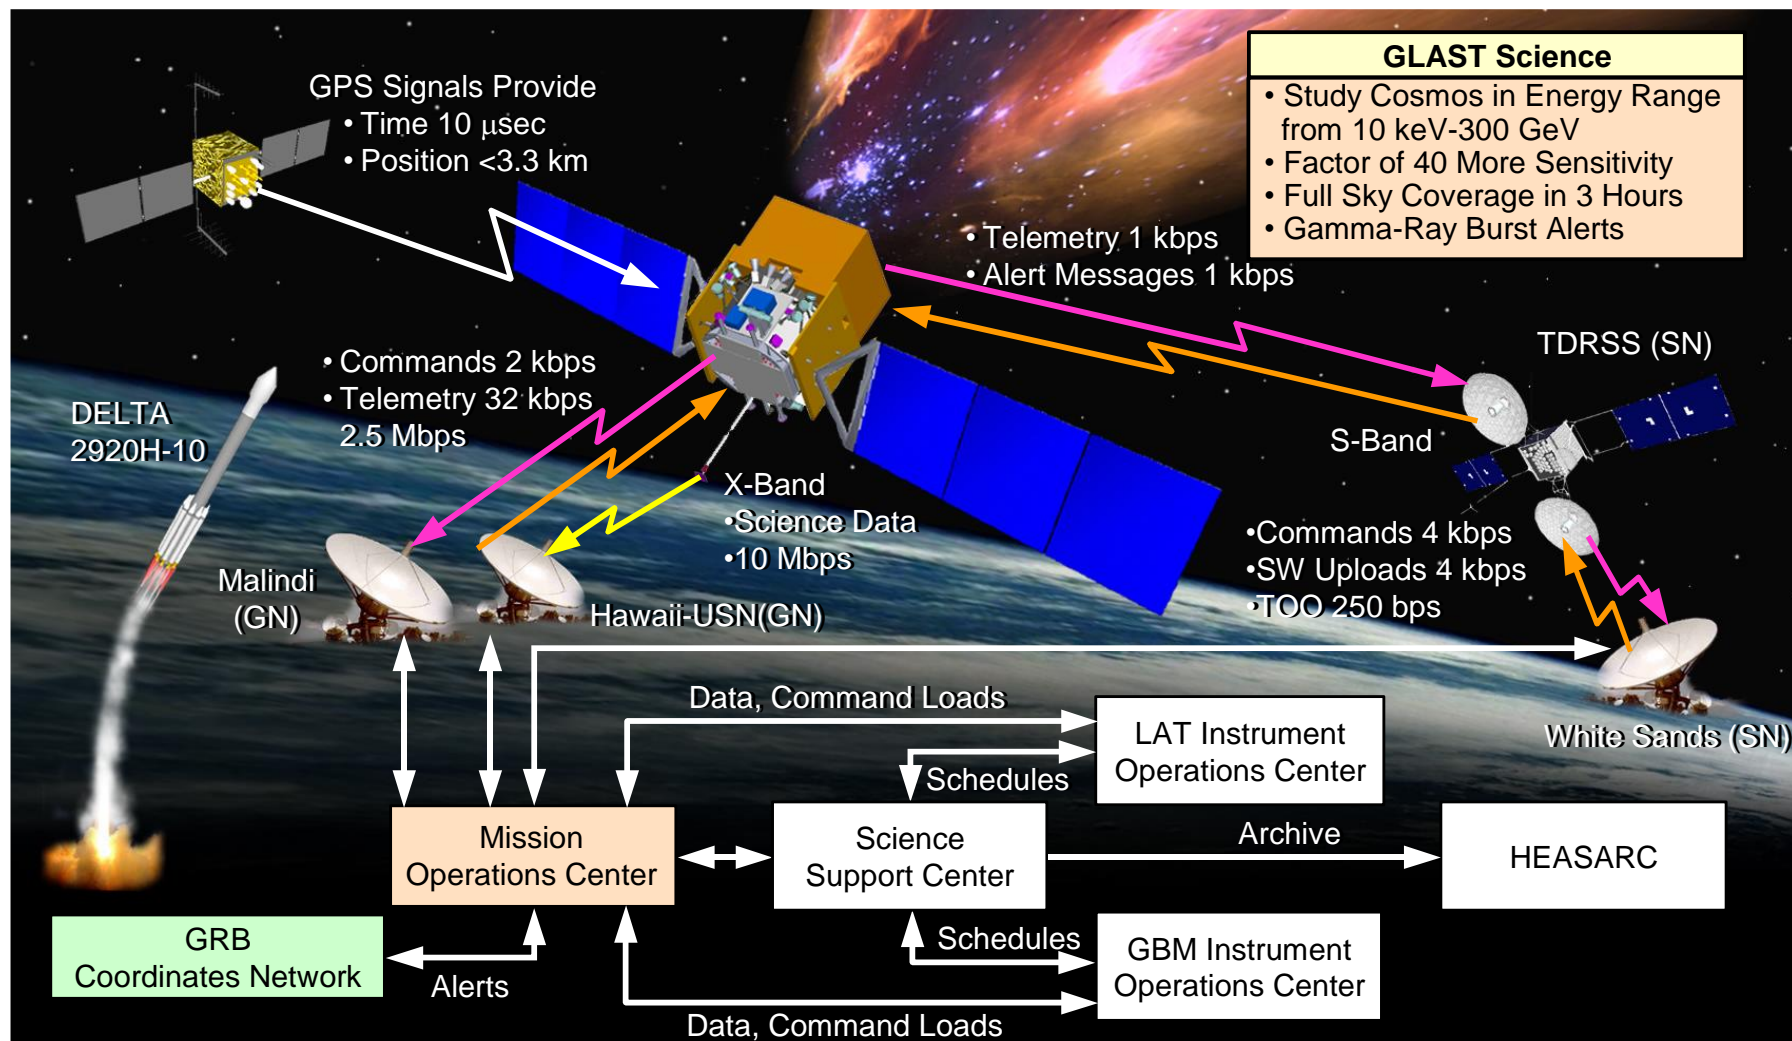 GPS Signals Provide
• Time 10 μsec
• Position <3.3 km
GLAST Science
• Study Cosmos in Energy Range
from 10 keV-300 GeV
• Factor of 40 More Sensitivity
• Full Sky Coverage in 3 Hours
• Gamma-Ray Burst Alerts
• Telemetry 1 kbps
• Alert Messages 1 kbps
TDRSS (SN)
S-Band
• Commands 2 kbps
• Telemetry 32 kbps
2.5 Mbps
DELTA
2920H-10
X-Band
•Science Data
•10 Mbps
•Commands 4 kbps
•SW Uploads 4 kbps
•TOO 250 bps
Malindi
(GN)
Hawaii-USN(GN)
White Sands (SN)
Data, Command Loads
LAT Instrument
Operations Center
Schedules
Mission
Operations Center
Science
Support Center
Archive
HEASARC
GRB
Coordinates Network
Alerts
Schedules
GBM Instrument
Operations Center
Data, Command Loads